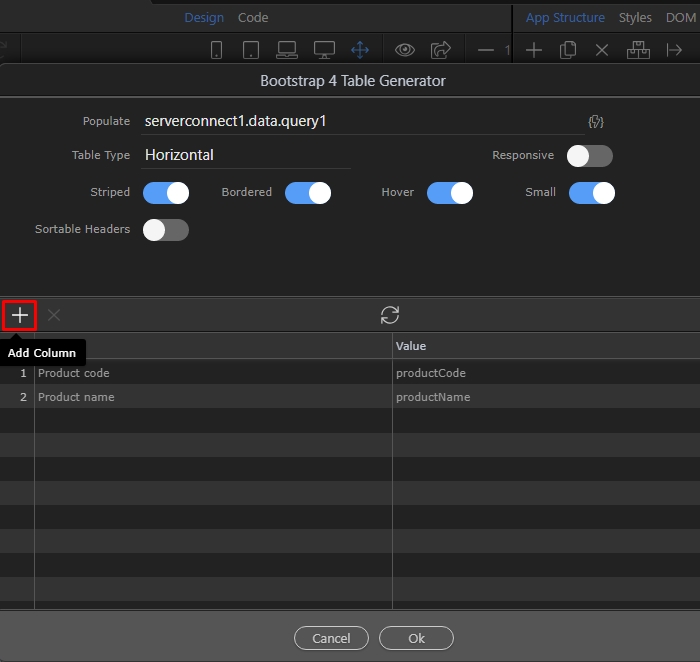 Design Code App Structure Styles DOM
1
Bootstrap 4 Table Generator
Populate serverconnect1.data.query1
Table Type Horizontal Responsive
Striped Bordered Hover Small
Sortable Headers
Add Column
Value
1 Product code productCode
2 Product name productName
Cancel Ok